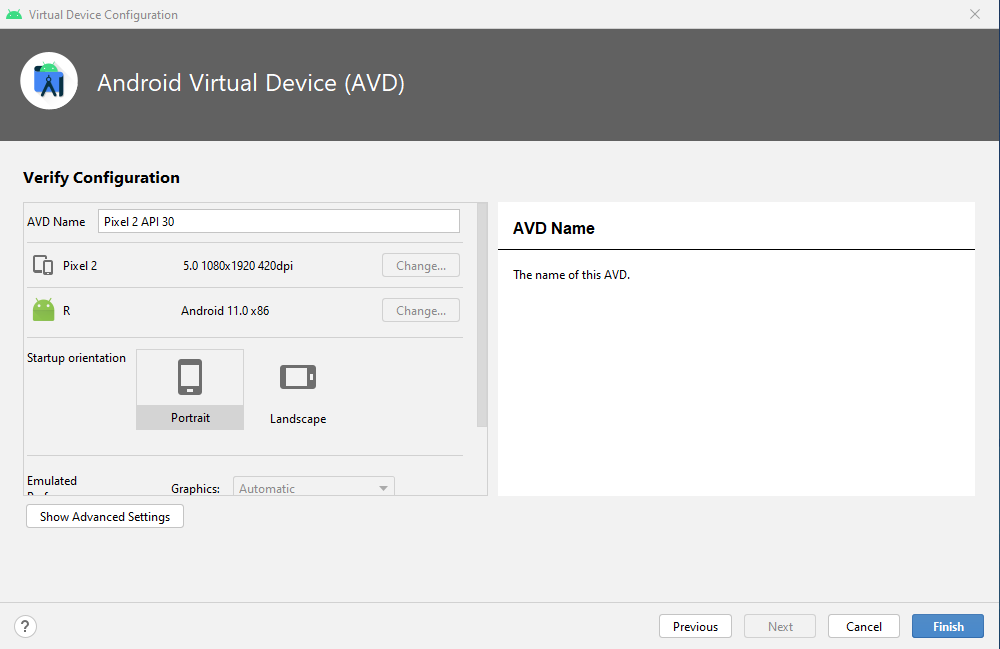 Virtual Device Configuration
Android Virtual Device (AVD)
Verify Configuration
AVD Name Pixel 2 API 30
Pixel 2 5.0 1080x1920 420dpi Change...
R Android 11.0 x86 Change...
Startup orientation
Portrait
Landscape
Emulated
Graphics: Automatic
Show Advanced Settings
AVD Name
The name of this AVD.
? Previous Next Cancel Finish